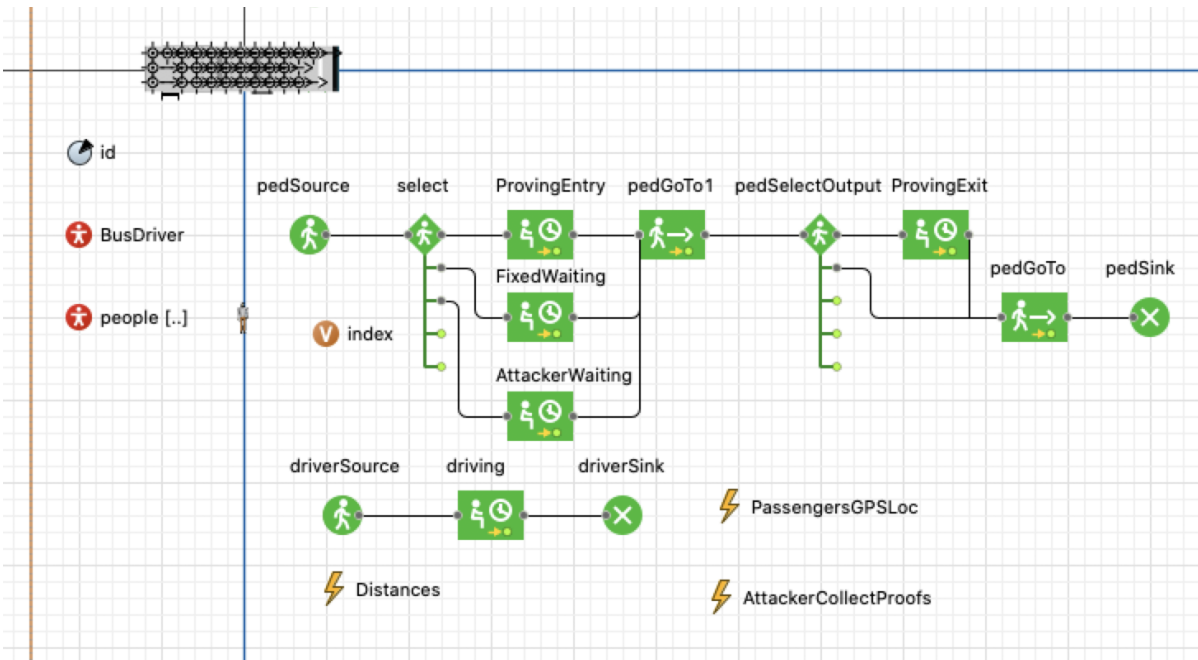 id
pedSource
select
ProvingEntry
pedGoTo1
pedSelectOutput
ProvingExit
BusDriver
FixedWaiting
pedGoTo
pedSink
people [..]
V
index
AttackerWaiting
driverSource
driving
driverSink
PassengersGPSLoc
Distances
AttackerCollectProofs